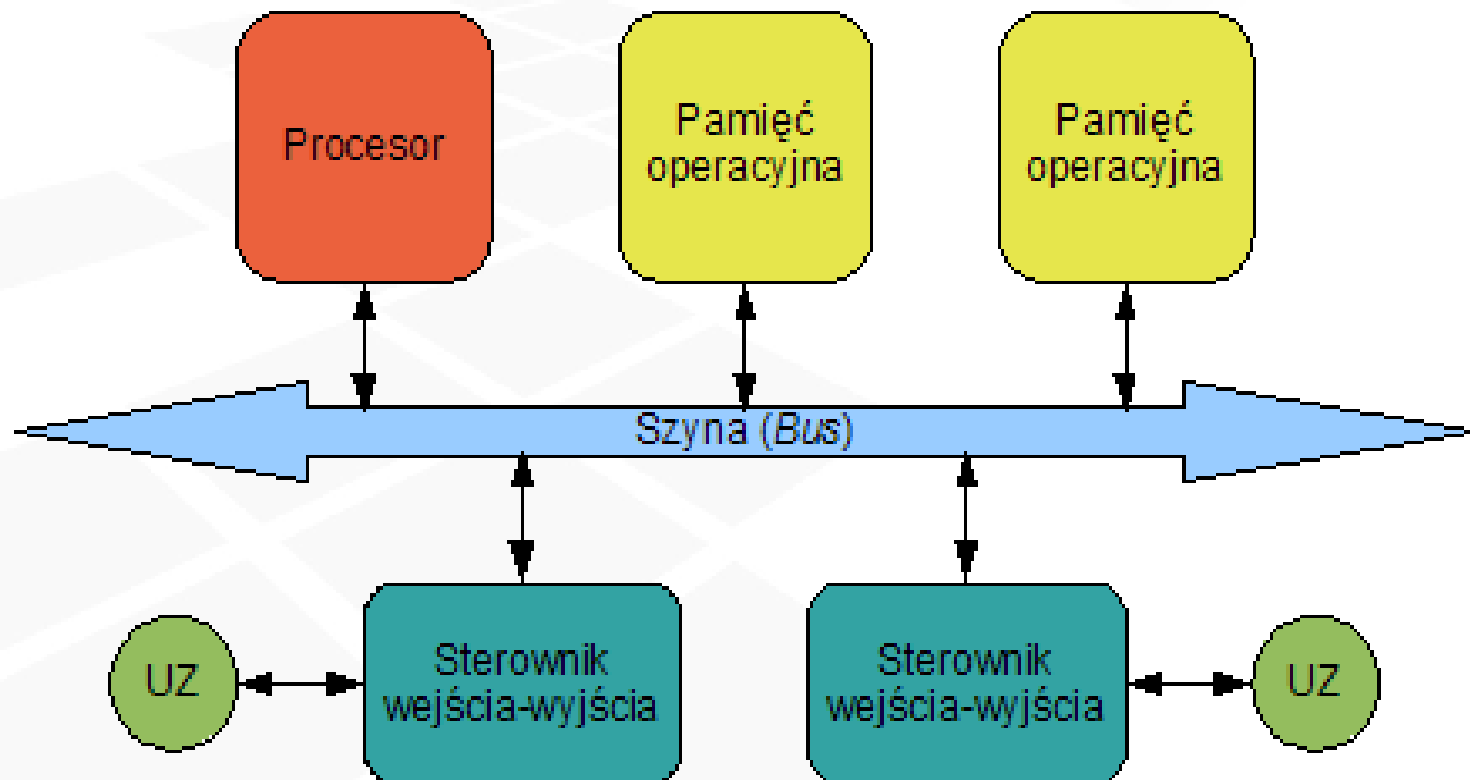 Procesor
Pamięć
operacyjna
Pamięć
operacyjna
Szyna (Bus)
UZ
Sterownik
wejścia-wyjścia
Sterownik
wejścia-wyjścia
UZ